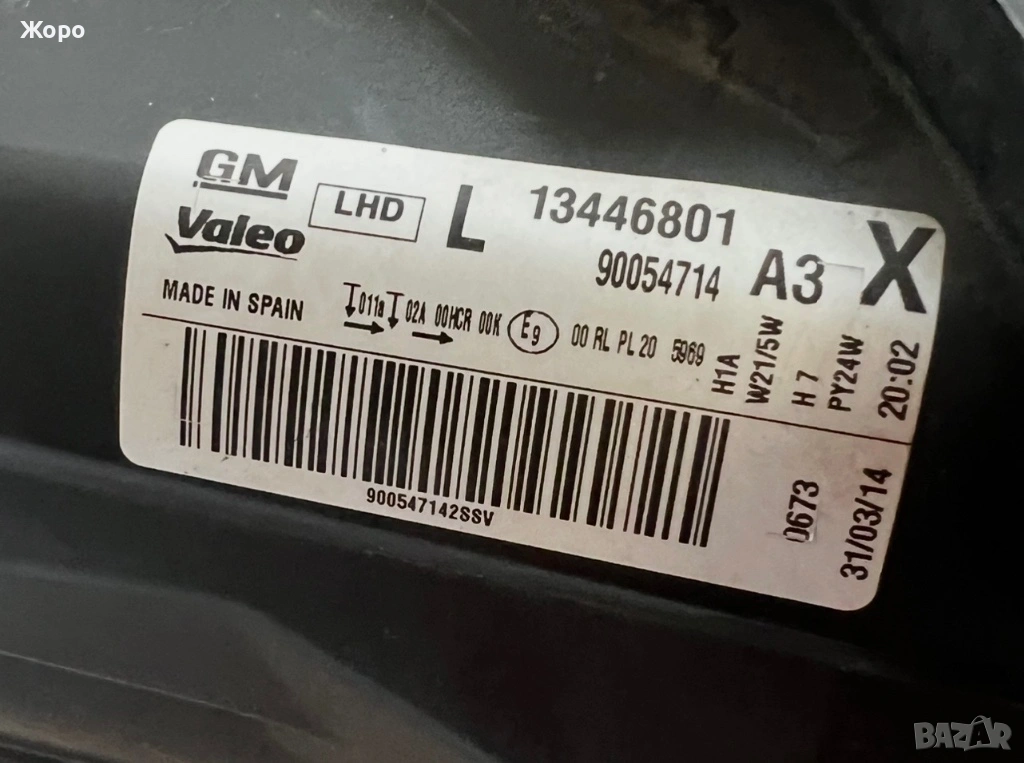 Жоро
GM
Valeo
LHD
L
13446801
90054714
A3
X
MADE IN SPAIN
011a 02A 00HCR 00K E9 00 RL PL 20 5969
H1A
W21/5W
H7
PY24W
20:02
900547142SSV
0673
31/03/14
BAZAR